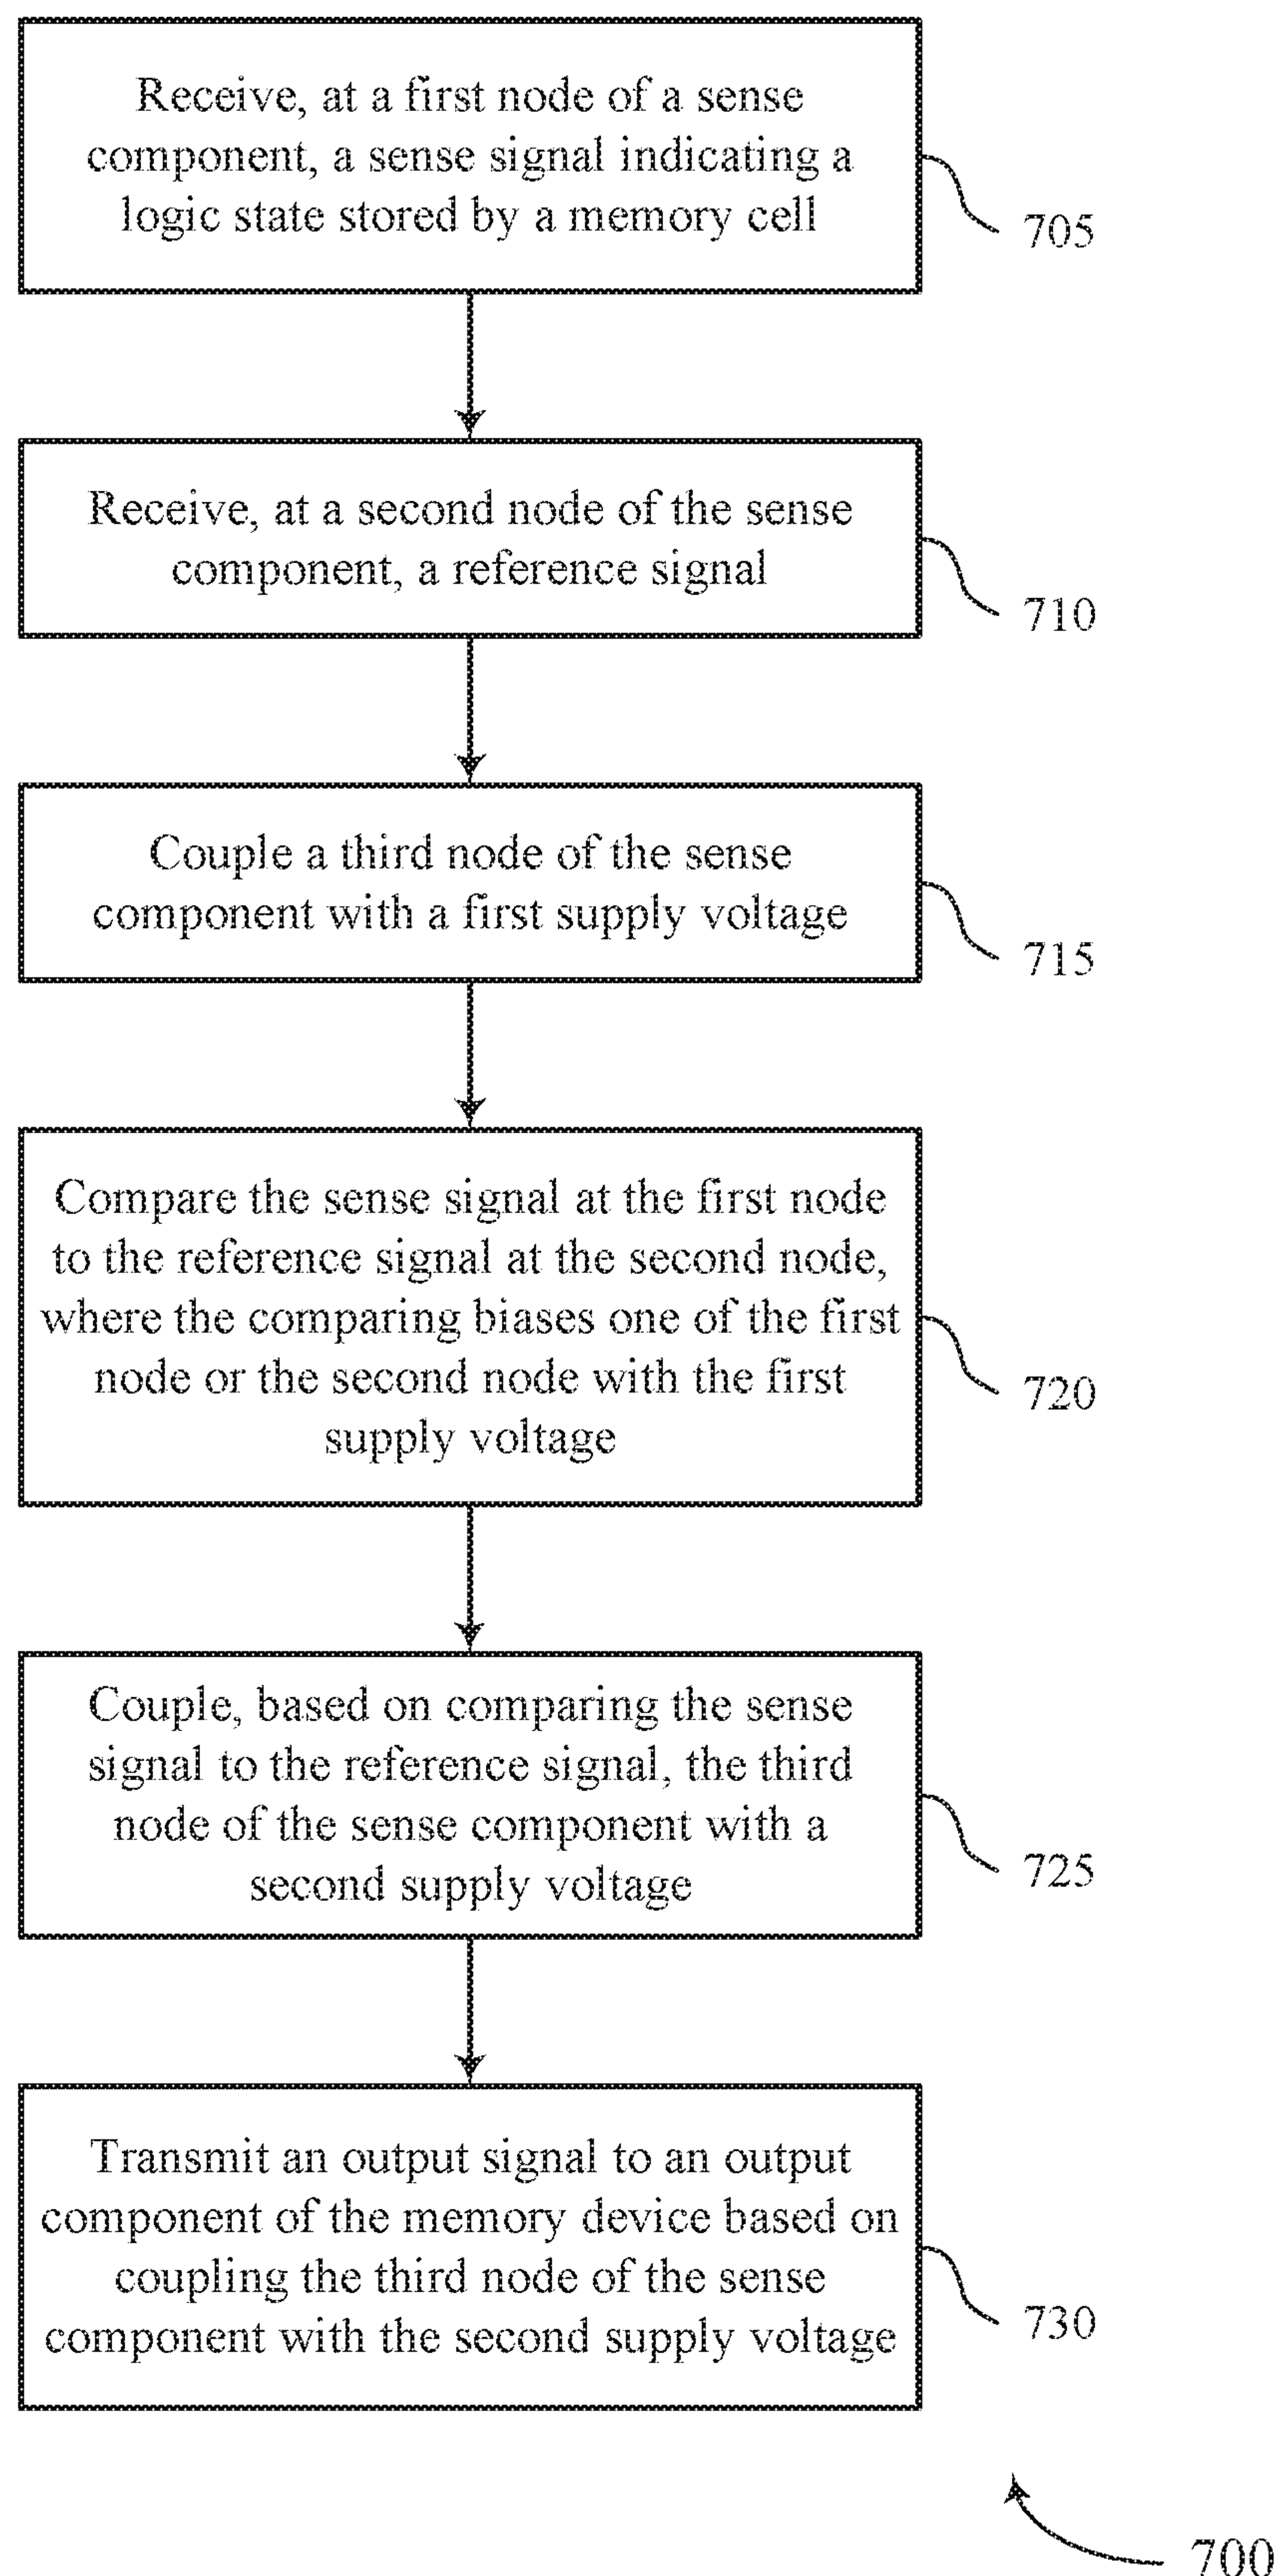 Receive, at a first node of a sense
component, a sense signal indicating a
logic state stored by a memory cell
705
Receive, at a second node of the sense
component, a reference signal
710
Couple a third node of the sense
component with a first supply voltage
715
Compare the sense signal at the first node
to the reference signal at the second node,
where the comparing biases one of the first
node or the second node with the first
supply voltage
720
Couple, based on comparing the sense
signal to the reference signal, the third
node of the sense component with a
second supply voltage
725
Transmit an output signal to an output
component of the memory device based on
coupling the third node of the sense
component with the second supply voltage
730
700